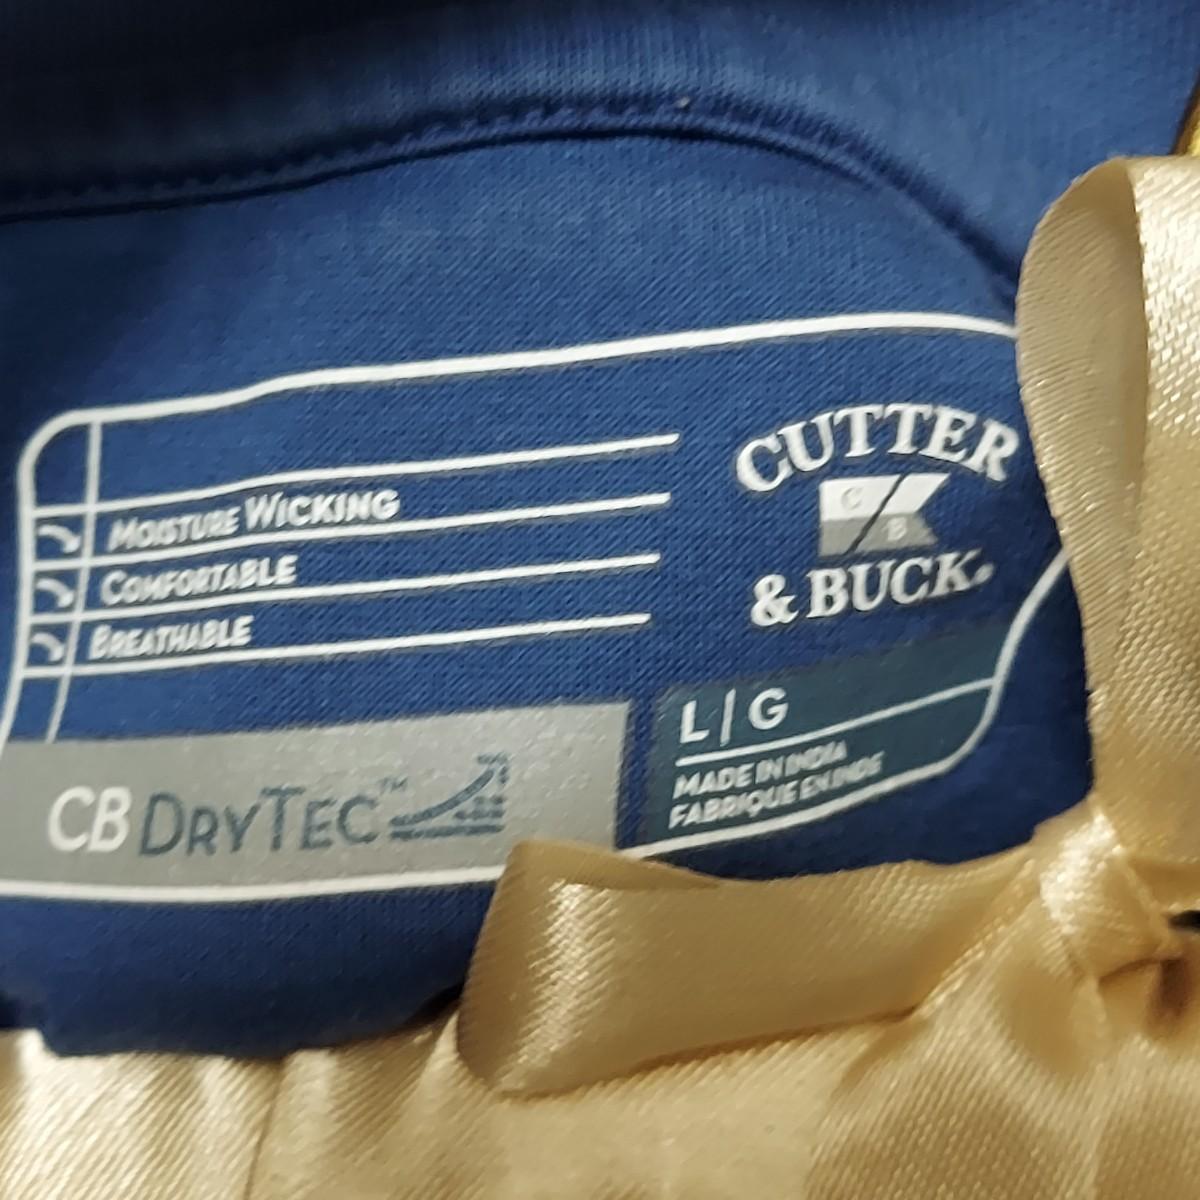 MOISTURE WICKING
COMFORTABLE
BREATHABLE
CB DRYTEC™
CUTTER
C
B
& BUCK.
L|G
MADE IN INDIA
FABRIQUE EN INDE